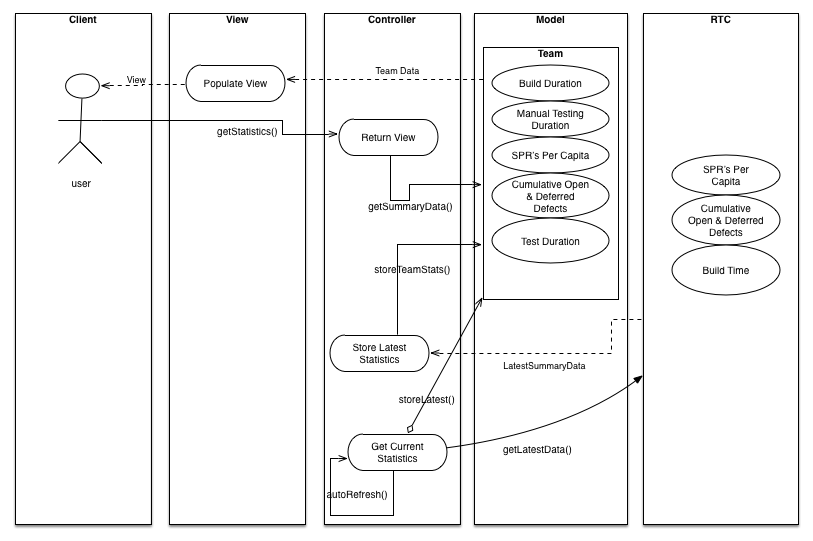 Client
View
Controller
Model
RTC
Team
Team Data
View
Populate View
Build Duration
Manual Testing
Duration
getStatistics()
Return View
SPR's Per Capita
user
getSummaryData()
Cumulative Open
& Deferred
Defects
SPR's Per
Capita
Cumulative
Open & Deferred
Defects
Test Duration
storeTeamStats()
Build Time
Store Latest
Statistics
LatestSummaryData
storeLatest()
Get Current
Statistics
getLatestData()
autoRefresh()